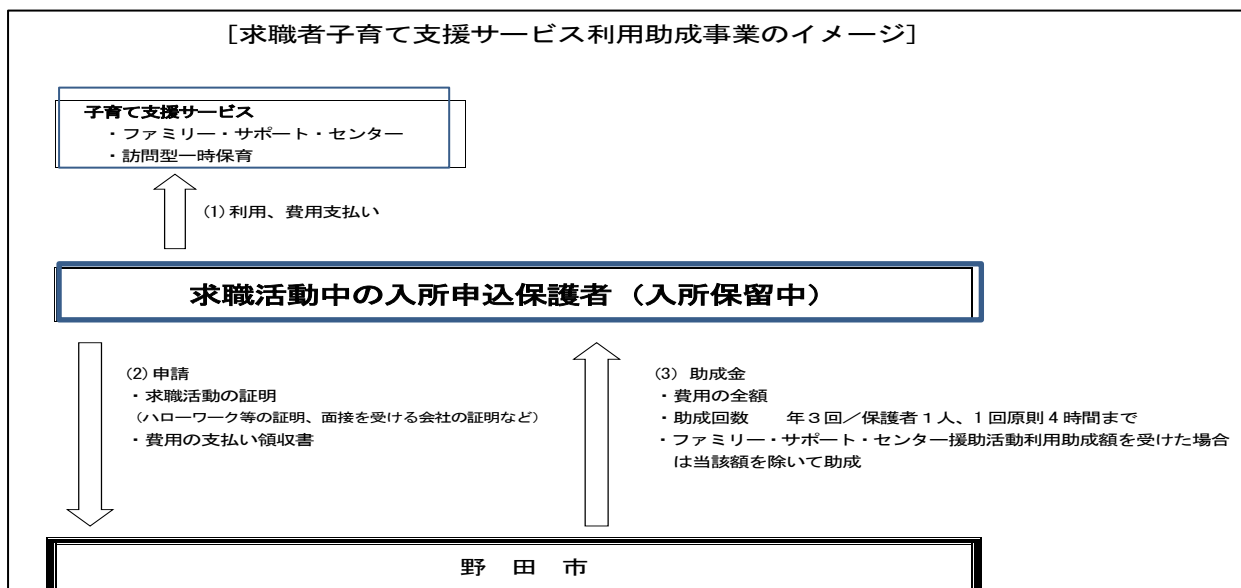 [求職者子育て支援サービス利用助成事業のイメージ]
子育て支援サービス
・ファミリー・サポート・センター
・訪問型一時保育
(1)利用、費用支払い
求職活動中の入所申込保護者（入所保留中）
(2)申請
・求職活動の証明
（ハローワーク等の証明、面接を受ける会社の証明など）
・費用の支払い領収書
(3) 助成金
・費用の全額
・助成回数　　年３回／保護者１人、１回原則４時間まで
・ファミリー・サポート・センター援助活動利用助成額を受けた場合
は当該額を除いて助成
野　田　市